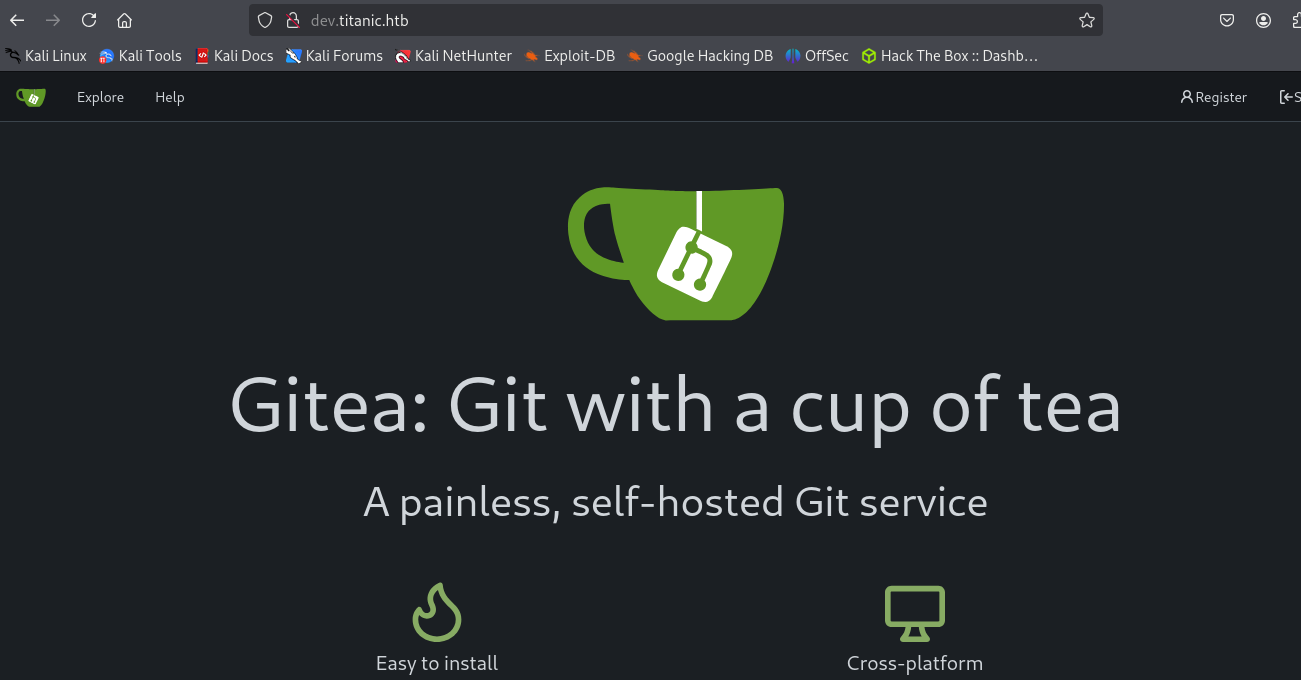 dev.titanic.htb
Kali Linux Kali Tools Kali Docs Kali Forums Kali NetHunter Exploit-DB Google Hacking DB OffSec Hack The Box :: Dashb…
Explore Help Register S
Gitea: Git with a cup of tea
A painless, self-hosted Git service
Easy to install Cross-platform